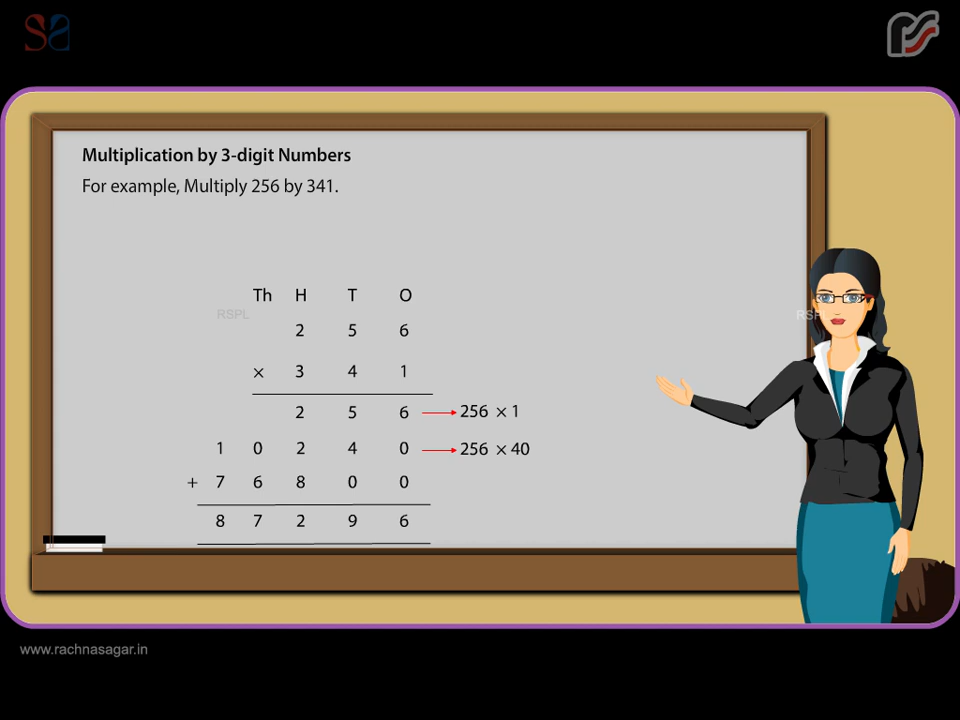 Multiplication by 3-digit Numbers
For example, Multiply 256 by 341.
Th H T O
RSPL RSPL
2 5 6
× 3 4 1
2 5 6 256 × 1
1 0 2 4 0 256 × 40
+ 7 6 8 0 0
8 7 2 9 6
www.rachnasagar.in